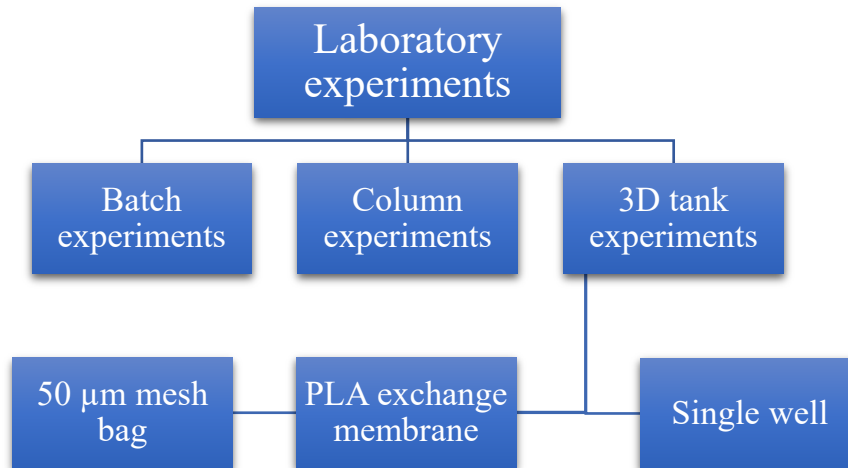 Laboratory
experiments
Batch
experiments
Column
experiments
3D tank
experiments
50 µm mesh
bag
PLA exchange
membrane
Single well